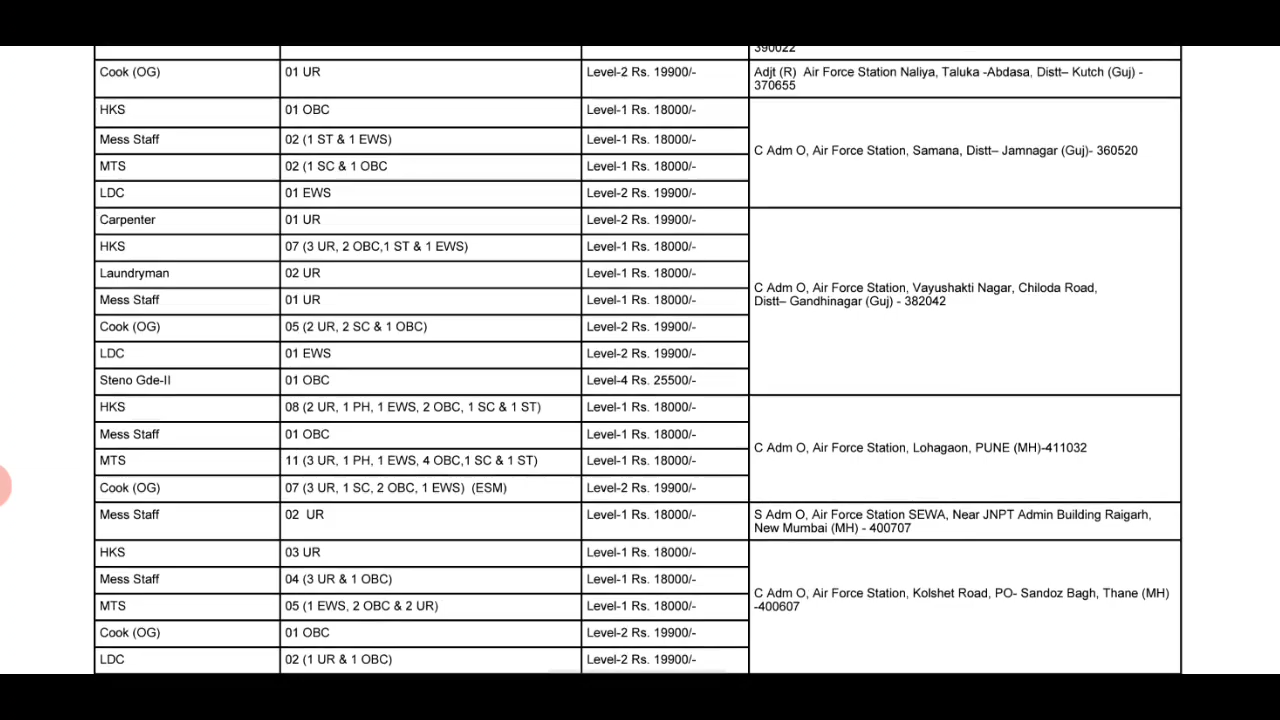 390022
Cook (OG) 01 UR Level-2 Rs. 19900/- Adjt (R) Air Force Station Naliya, Taluka -Abdasa, Distt– Kutch (Guj) -
370655
HKS 01 OBC Level-1 Rs. 18000/-
Mess Staff 02 (1 ST & 1 EWS) Level-1 Rs. 18000/-
C Adm O, Air Force Station, Samana, Distt– Jamnagar (Guj)- 360520
MTS 02 (1 SC & 1 OBC Level-1 Rs. 18000/-
LDC 01 EWS Level-2 Rs. 19900/-
Carpenter 01 UR Level-2 Rs. 19900/-
HKS 07 (3 UR, 2 OBC,1 ST & 1 EWS) Level-1 Rs. 18000/-
Laundryman 02 UR Level-1 Rs. 18000/-
C Adm O, Air Force Station, Vayushakti Nagar, Chiloda Road,
Distt– Gandhinagar (Guj) - 382042
Mess Staff 01 UR Level-1 Rs. 18000/-
Cook (OG) 05 (2 UR, 2 SC & 1 OBC) Level-2 Rs. 19900/-
LDC 01 EWS Level-2 Rs. 19900/-
Steno Gde-II 01 OBC Level-4 Rs. 25500/-
HKS 08 (2 UR, 1 PH, 1 EWS, 2 OBC, 1 SC & 1 ST) Level-1 Rs. 18000/-
Mess Staff 01 OBC Level-1 Rs. 18000/-
C Adm O, Air Force Station, Lohagaon, PUNE (MH)-411032
MTS 11 (3 UR, 1 PH, 1 EWS, 4 OBC,1 SC & 1 ST) Level-1 Rs. 18000/-
Cook (OG) 07 (3 UR, 1 SC, 2 OBC, 1 EWS) (ESM) Level-2 Rs. 19900/-
Mess Staff 02 UR Level-1 Rs. 18000/- S Adm O, Air Force Station SEWA, Near JNPT Admin Building Raigarh,
New Mumbai (MH) - 400707
HKS 03 UR Level-1 Rs. 18000/-
Mess Staff 04 (3 UR & 1 OBC) Level-1 Rs. 18000/-
C Adm O, Air Force Station, Kolshet Road, PO- Sandoz Bagh, Thane (MH)
-400607
MTS 05 (1 EWS, 2 OBC & 2 UR) Level-1 Rs. 18000/-
Cook (OG) 01 OBC Level-2 Rs. 19900/-
LDC 02 (1 UR & 1 OBC) Level-2 Rs. 19900/-